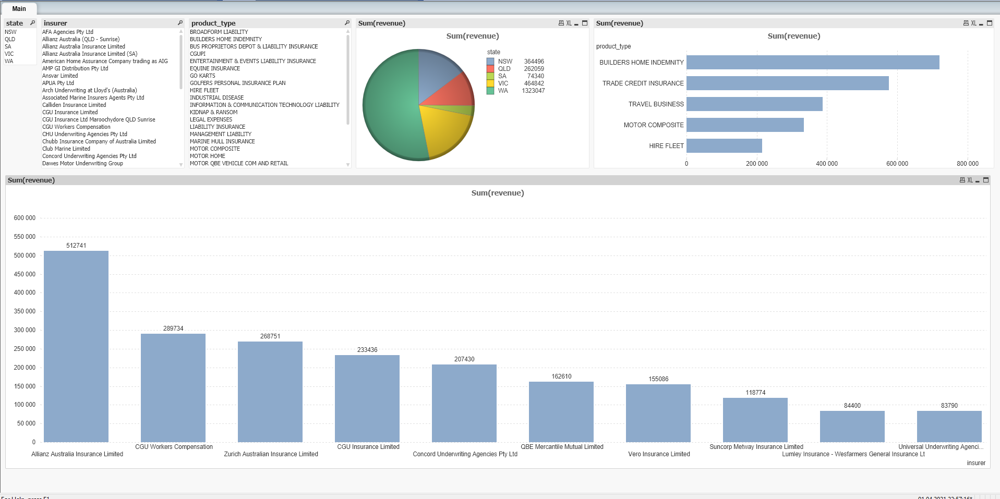 Main
state
NSW
QLD
SA
VIC
WA
insurer
AFA Agencies Pty Ltd
Allianz Australia (QLD - Sunrise)
Allianz Australia Insurance Limited
Allianz Australia Insurance Limited (SA)
American Home Assurance Company trading as AIG
AMP GI Distribution Pty Ltd
Ansvar Limited
APUA Pty Ltd
Arch Underwriting at Lloyd's (Australia)
Associated Marine Insurers Agents Pty Ltd
Calliden Insurance Limited
CGU Insurance Limited
CGU Insurance Ltd Maroochydore QLD Sunrise
CGU Workers Compensation
CHU Underwriting Agencies Pty Ltd
Chubb Insurance Company of Australia Limited
Club Marine Limited
Concord Underwriting Agencies Pty Ltd
Dawes Motor Underwriting Group
product_type
BROADFORM LIABILITY
BUILDERS HOME INDEMNITY
BUS PROPRIETORS DEPOT & LIABILITY INSURANCE
CGUPI
ENTERTAINMENT & EVENTS LIABILITY INSURANCE
EQUINE INSURANCE
GO KARTS
GOLFERS PERSONAL INSURANCE PLAN
HIRE FLEET
INDUSTRIAL DISEASE
INFORMATION & COMMUNICATION TECHNOLOGY LIABILITY
KIDNAP & RANSOM
LEGAL EXPENSES
LIABILITY INSURANCE
MANAGEMENT LIABILITY
MARINE HULL INSURANCE
MOTOR COMPOSITE
MOTOR HOME
MOTOR QBE VEHICLE COM AND RETAIL
Sum(revenue) XL
Sum(revenue)
state
NSW 364496
QLD 262059
SA 74340
VIC 464842
WA 1323047
Sum(revenue) XL
Sum(revenue)
product_type
BUILDERS HOME INDEMNITY
TRADE CREDIT INSURANCE
TRAVEL BUSINESS
MOTOR COMPOSITE
HIRE FLEET
0 200 000 400 000 600 000 800 000
Sum(revenue) XL
Sum(revenue)
600 000
550 000
500 000
450 000
400 000
350 000
300 000
250 000
200 000
150 000
100 000
50 000
0
512741
289734
268751
233436
207430
162610
155086
118774
84400
83790
Allianz Australia Insurance Limited
CGU Workers Compensation
Zurich Australian Insurance Limited
CGU Insurance Limited
Concord Underwriting Agencies Pty Ltd
QBE Mercantile Mutual Limited
Vero Insurance Limited
Suncorp Metway Insurance Limited
Lumley Insurance - Wesfarmers General Insurance Lt
Universal Underwriting Agenci...
insurer
For Help, press F1
01.04.2021 22:57:16*